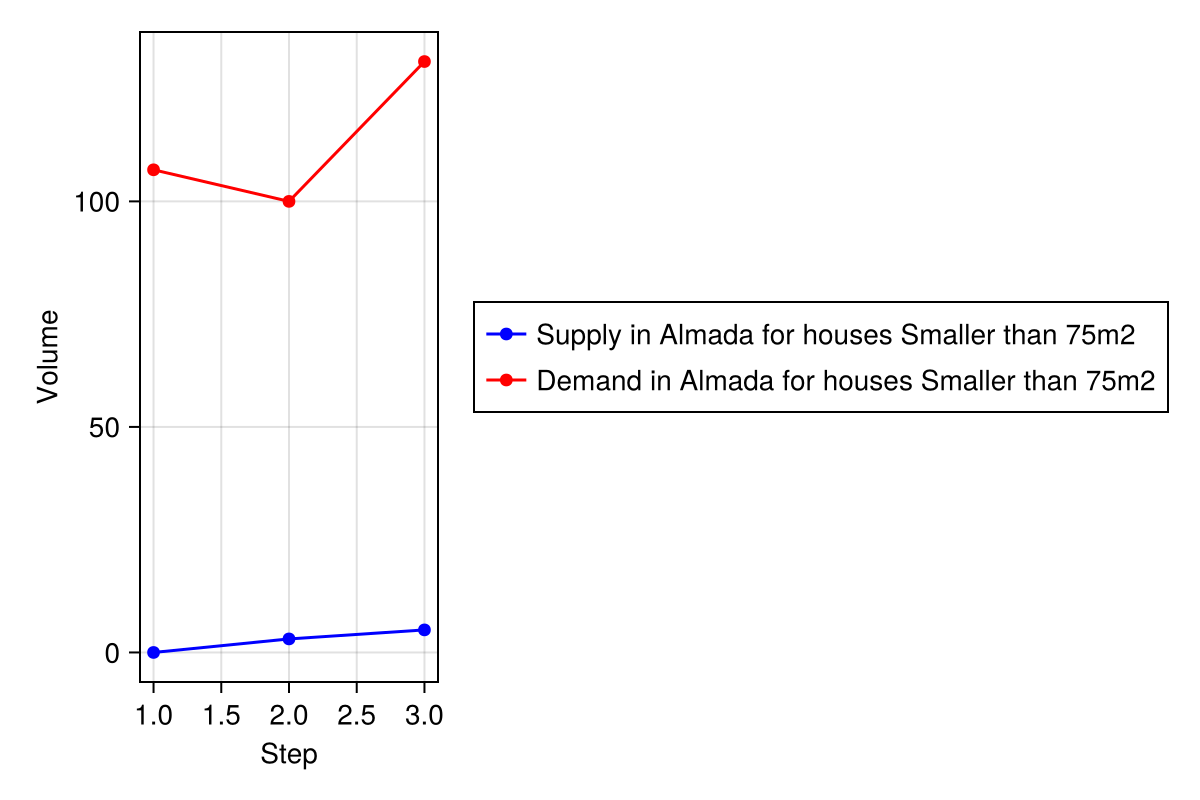 Volume
100
50
0
1.0 1.5 2.0 2.5 3.0
Step
Supply in Almada for houses Smaller than 75m2
Demand in Almada for houses Smaller than 75m2